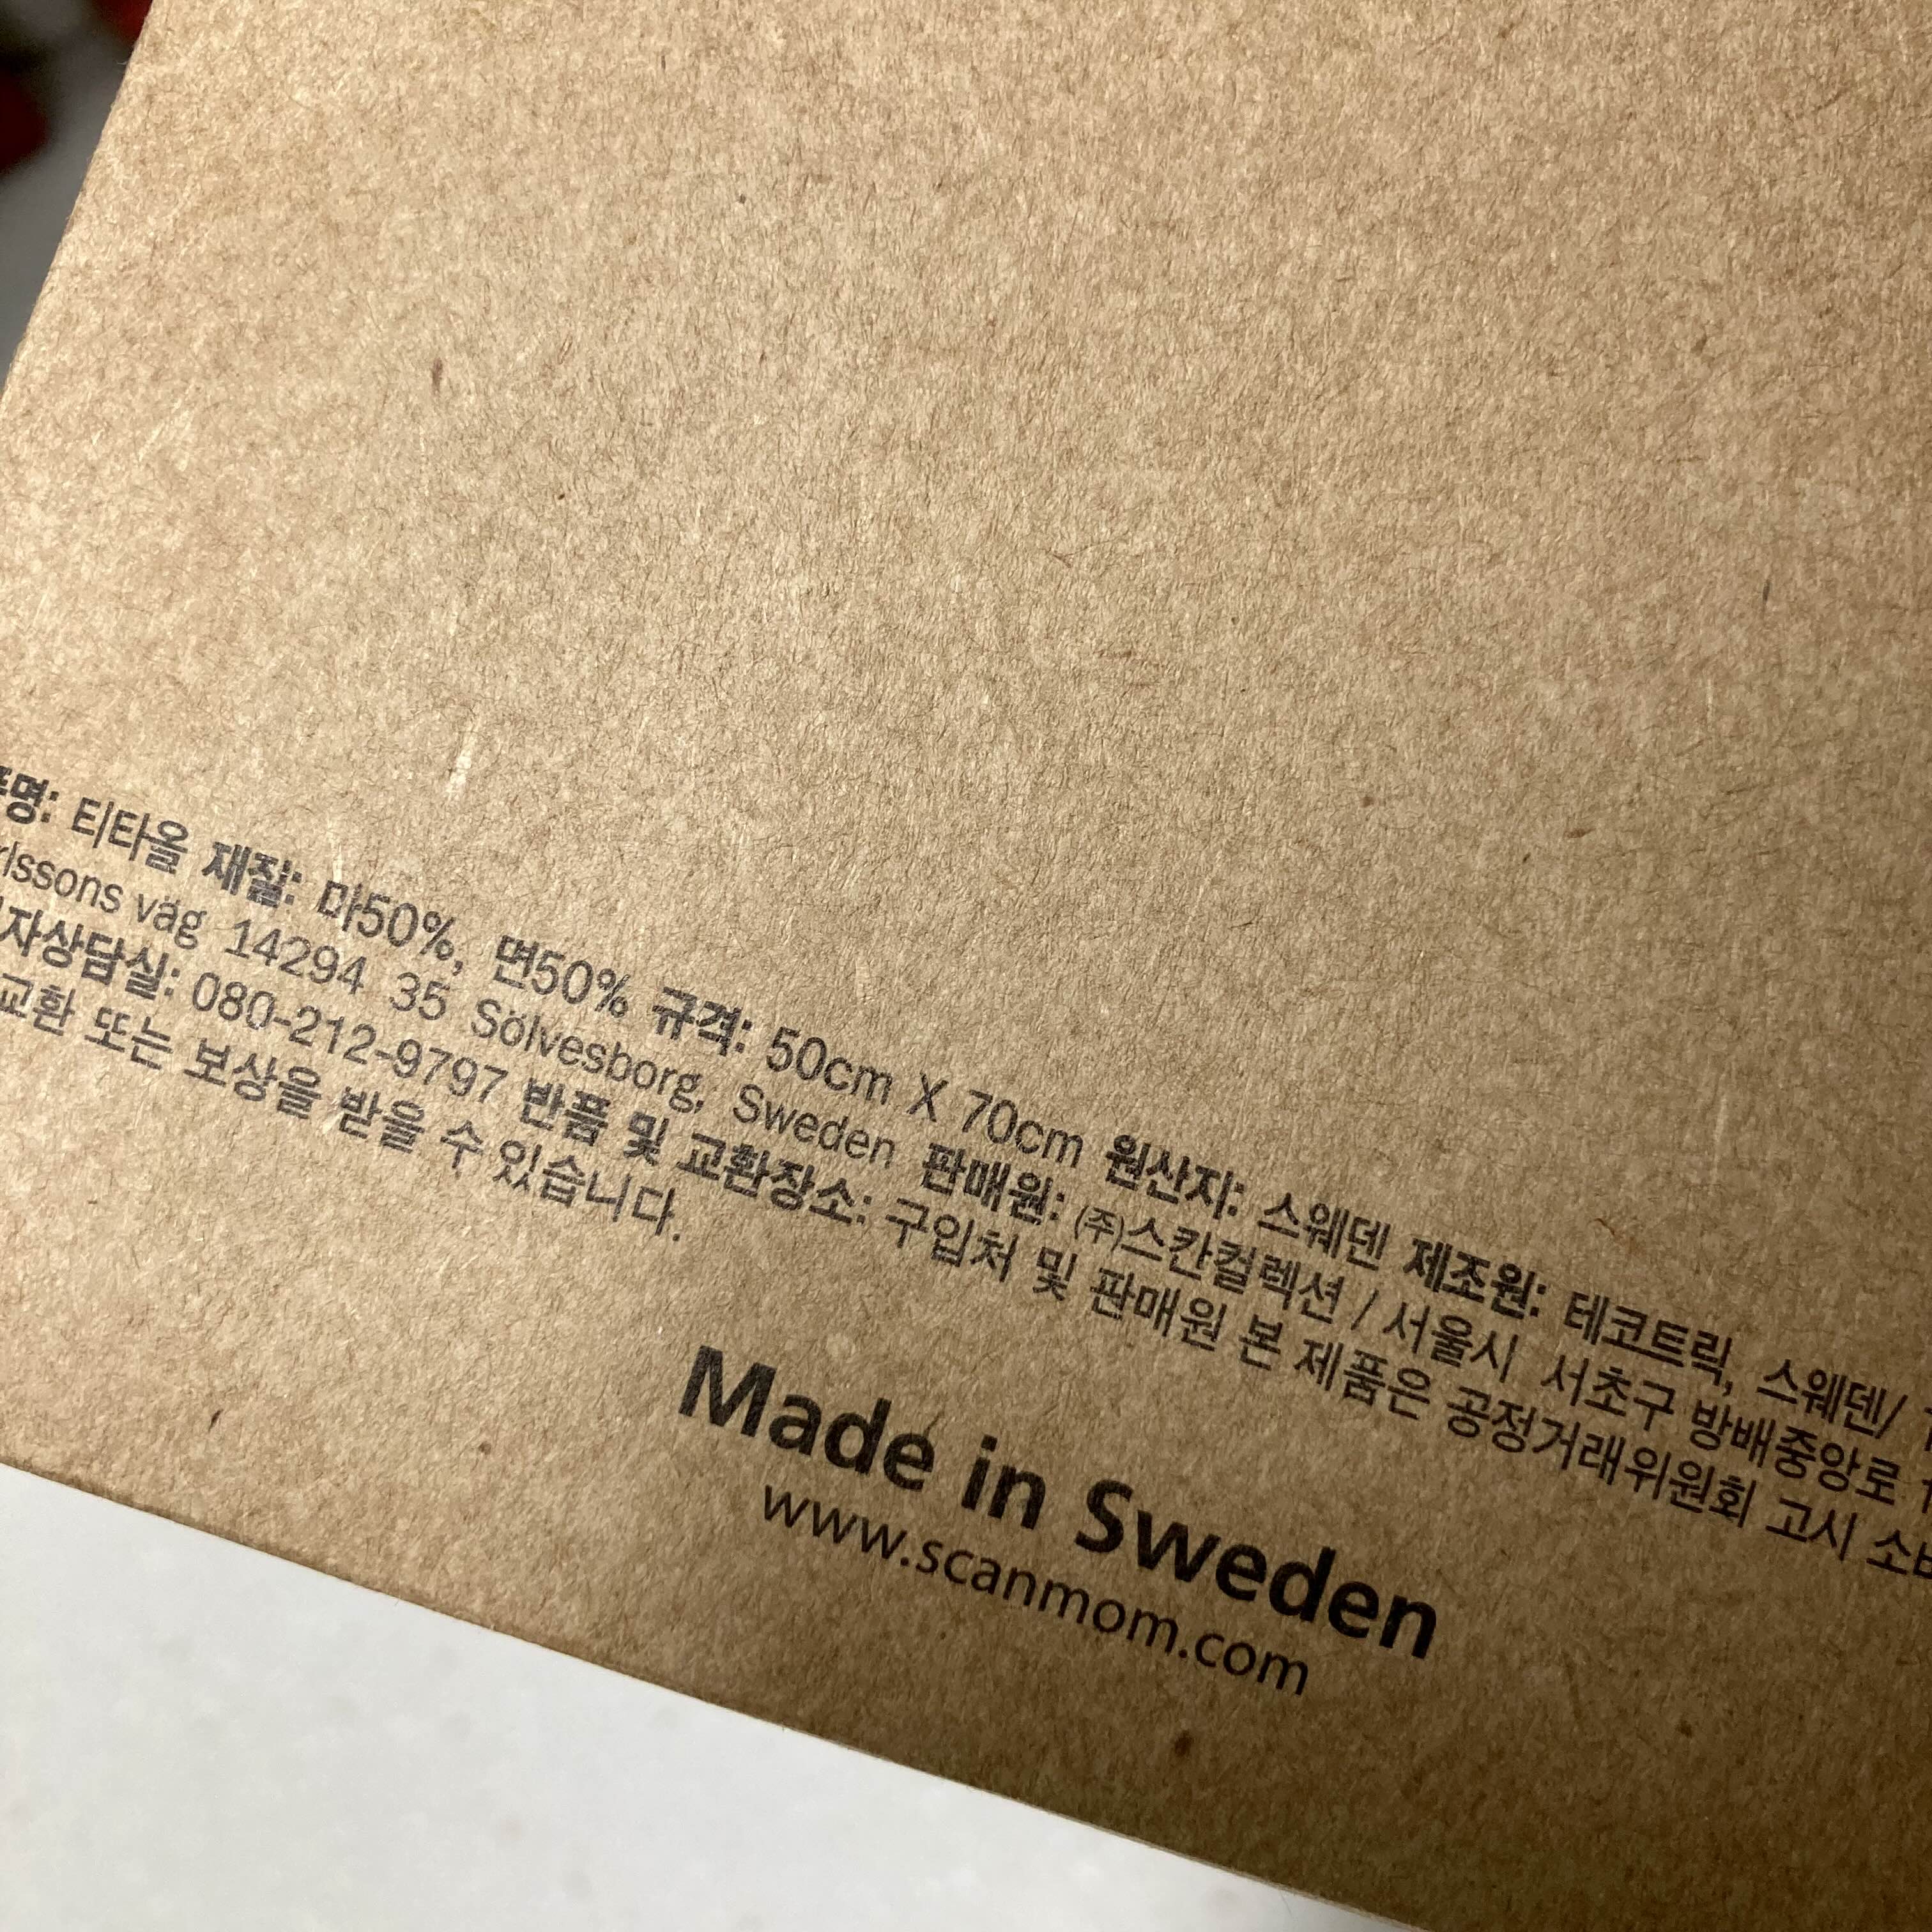 품명: 티타올 재질: 마50%, 면50% 규격: 50cm X 70cm 원산지: 스웨덴 제조원: 테코트릭, 스웨덴/
rlssons väg 14294 35 Sölvesborg, Sweden 판매원: (주)스칸컬렉션 / 서울시 서초구 방배중앙로
자상담실: 080-212-9797 반품 및 교환장소: 구입처 및 판매원 본 제품은 공정거래위원회 고시 소비
교환 또는 보상을 받을 수 있습니다.
Made in Sweden
www.scanmom.com